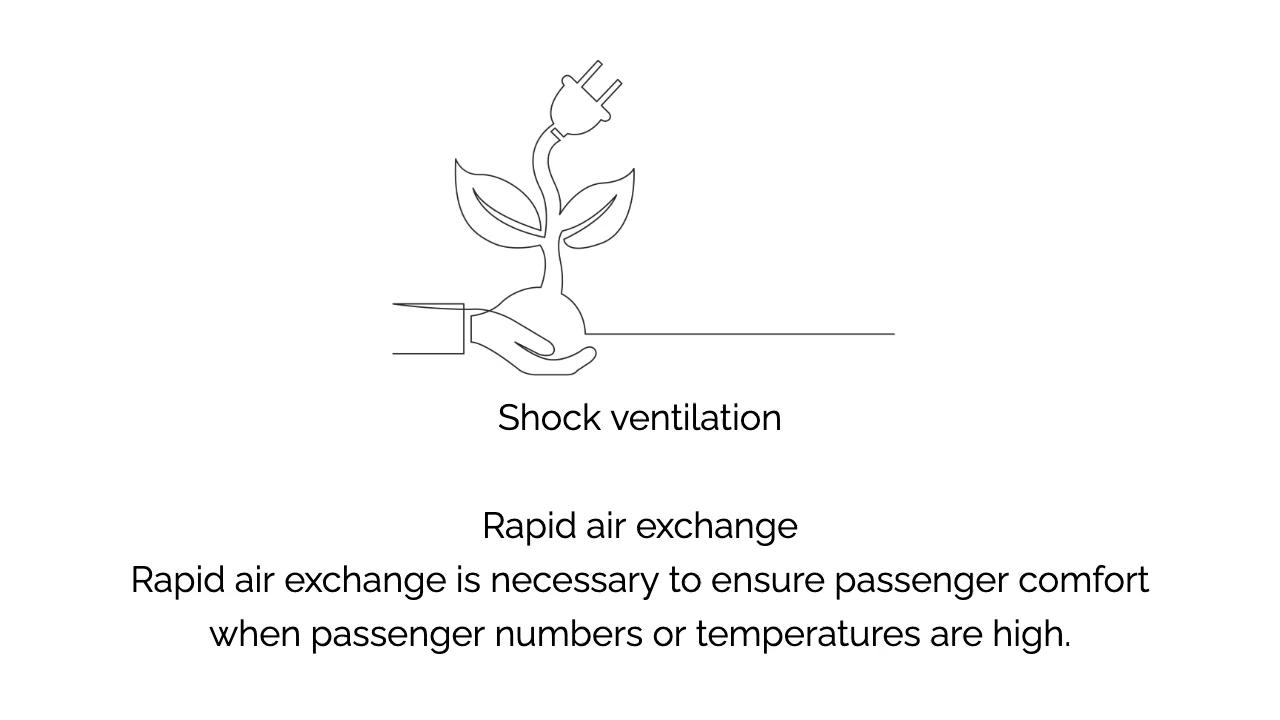 Shock ventilation
Rapid air exchange
Rapid air exchange is necessary to ensure passenger comfort
when passenger numbers or temperatures are high.